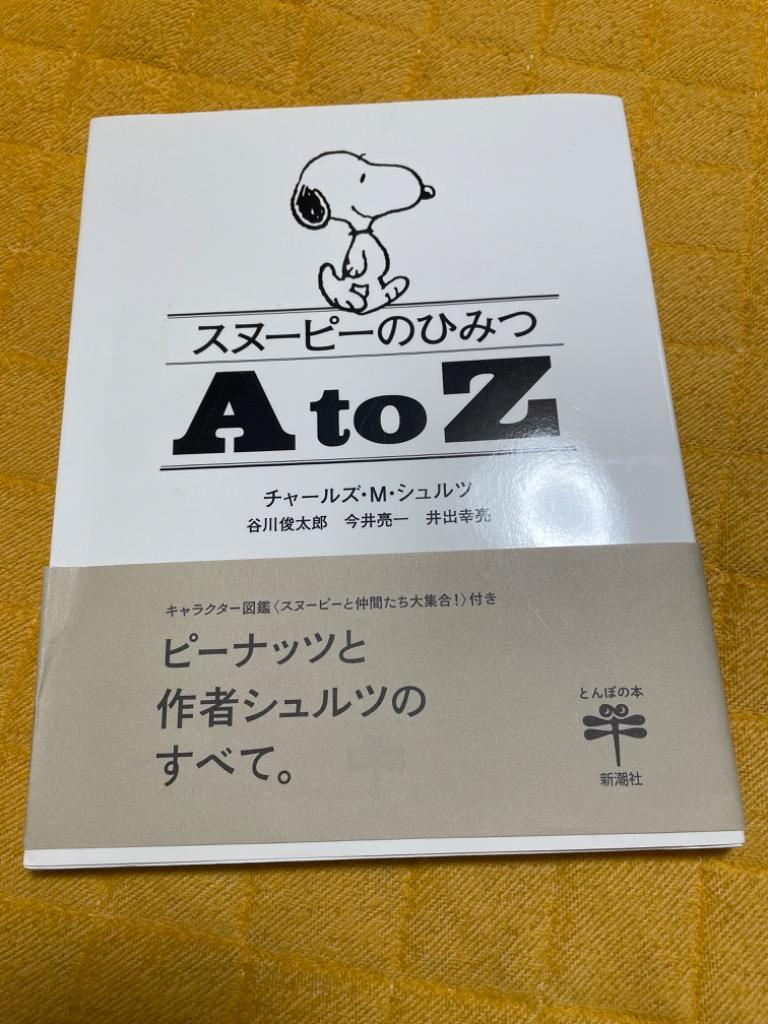 スヌーピーのひみつ
A to Z
チャールズ・M・シュルツ
谷川俊太郎 今井亮一 井出幸亮
キャラクター図鑑〈スヌーピーと仲間たち大集合!〉付き
ピーナッツと
作者シュルツの
すべて。
とんぼの本
新潮社